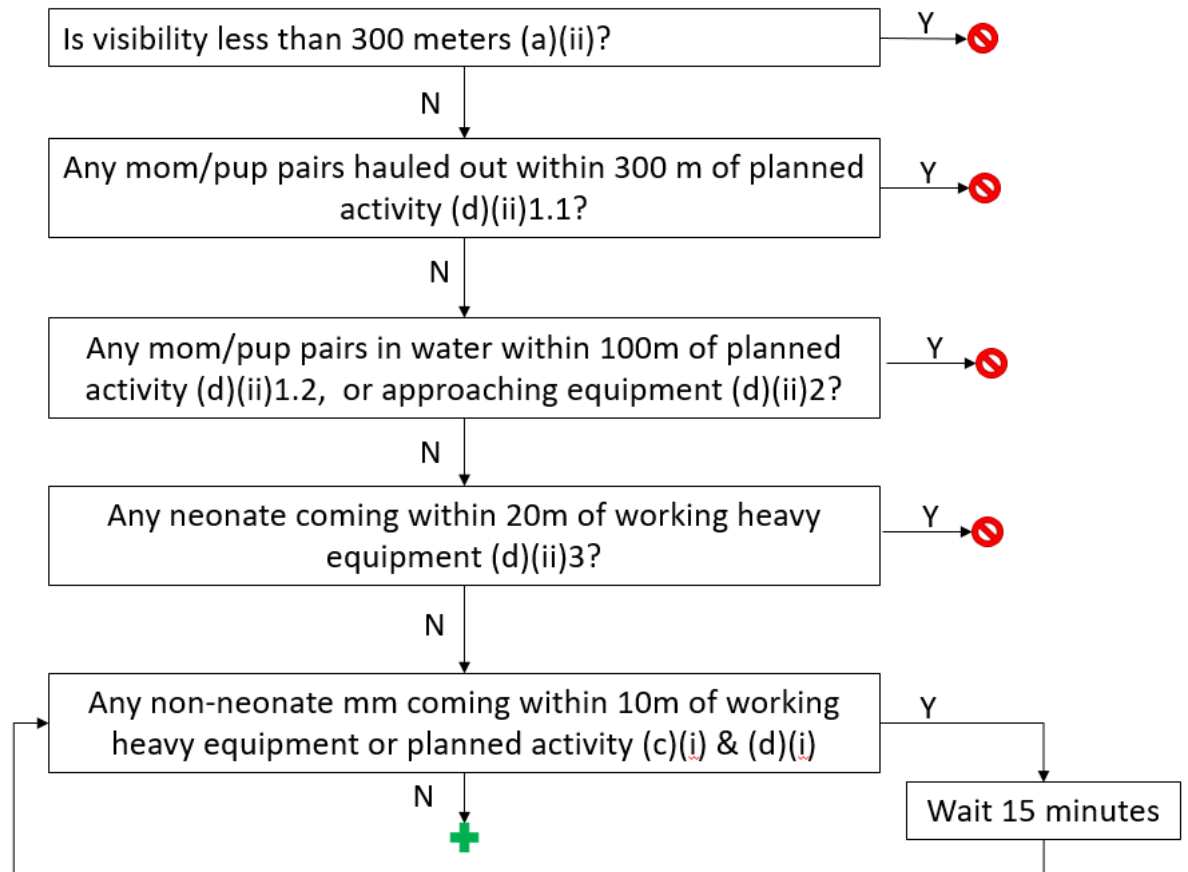 Is visibility less than 300 meters (a)(ii)?
Y
N
Any mom/pup pairs hauled out within 300 m of planned
activity (d)(ii)1.1?
Y
N
Any mom/pup pairs in water within 100m of planned
activity (d)(ii)1.2,  or approaching equipment (d)(ii)2?
Y
N
Any neonate coming within 20m of working heavy
equipment (d)(ii)3?
Y
N
Any non-neonate mm coming within 10m of working
heavy equipment or planned activity (c)(i) & (d)(i)
Y
N
Wait 15 minutes